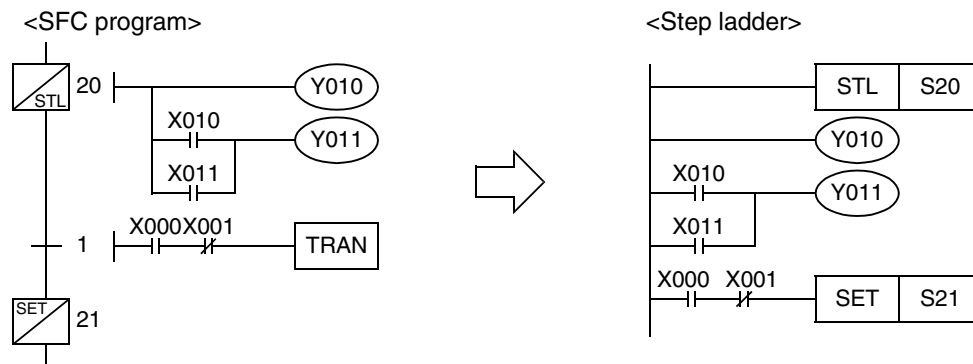 <SFC program>
STL
20
Y010
X010
Y011
X011
1
X000X001
TRAN
SET
21
<Step ladder>
STL S20
Y010
X010
Y011
X011
X000 X001
SET S21